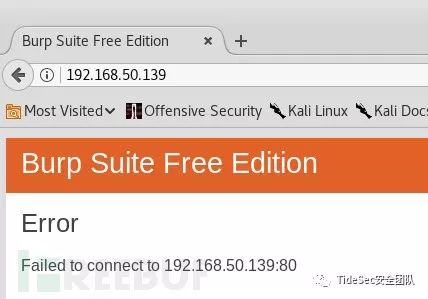 Burp Suite Free Edition
192.168.50.139
Most Visited Offensive Security Kali Linux Kali Docs
Burp Suite Free Edition
Error
Failed to connect to 192.168.50.139:80
REEBUF
TideSec安全团队